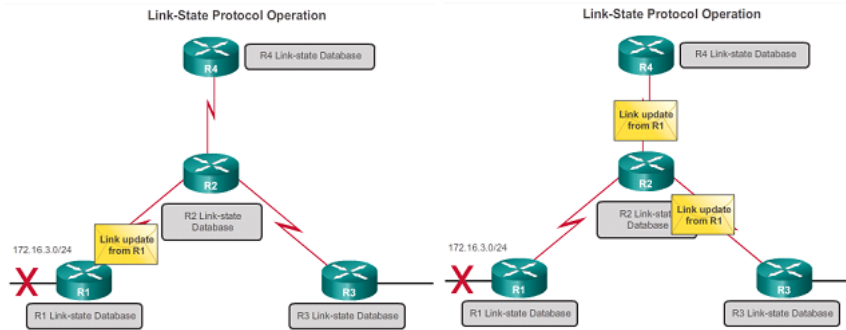 Link-State Protocol Operation
R4
R4 Link-state Database
R2
R2 Link-state
Database
Link update
from R1
172.16.3.0/24
R1
R1 Link-state Database
R3
R3 Link-state Database
Link-State Protocol Operation
R4
R4 Link-state Database
Link update
from R1
R2
R2 Link-state
Database
Link update
from R1
172.16.3.0/24
R1
R1 Link-state Database
R3
R3 Link-state Database